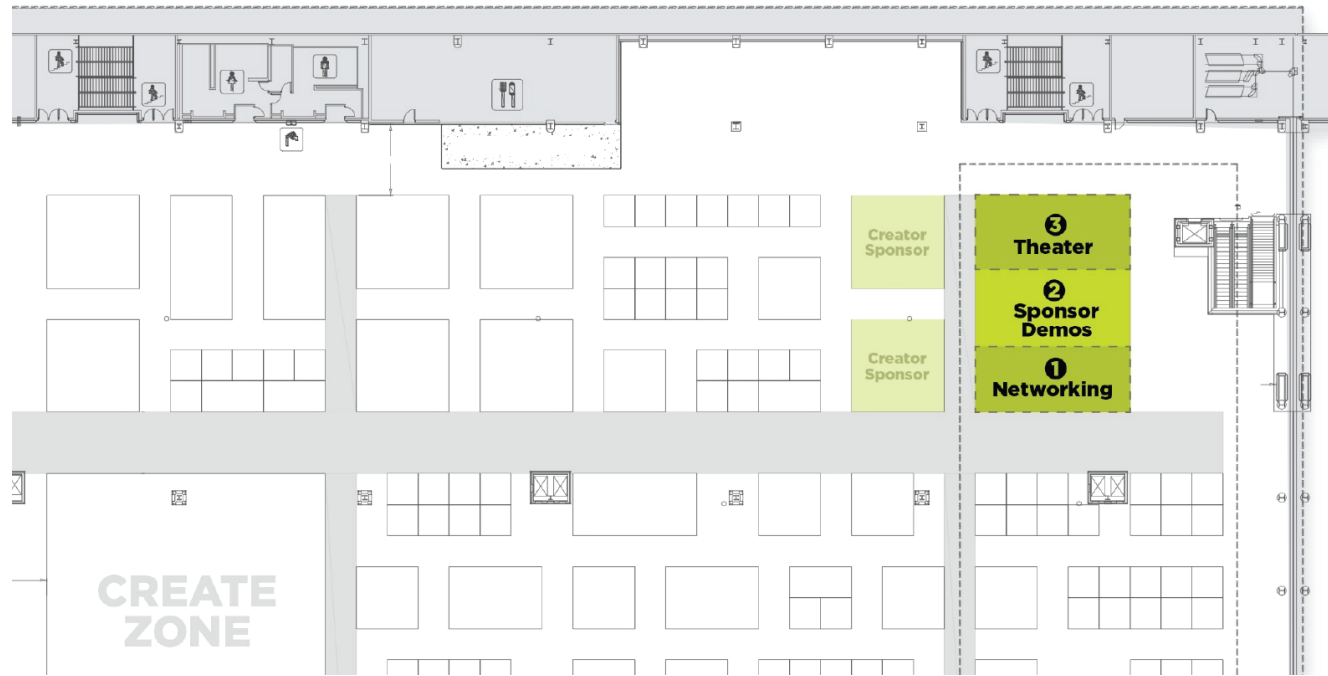 Creator
Sponsor
❸
Theater
❷
Sponsor
Demos
Creator
Sponsor
❶
Networking
CREATE
ZONE